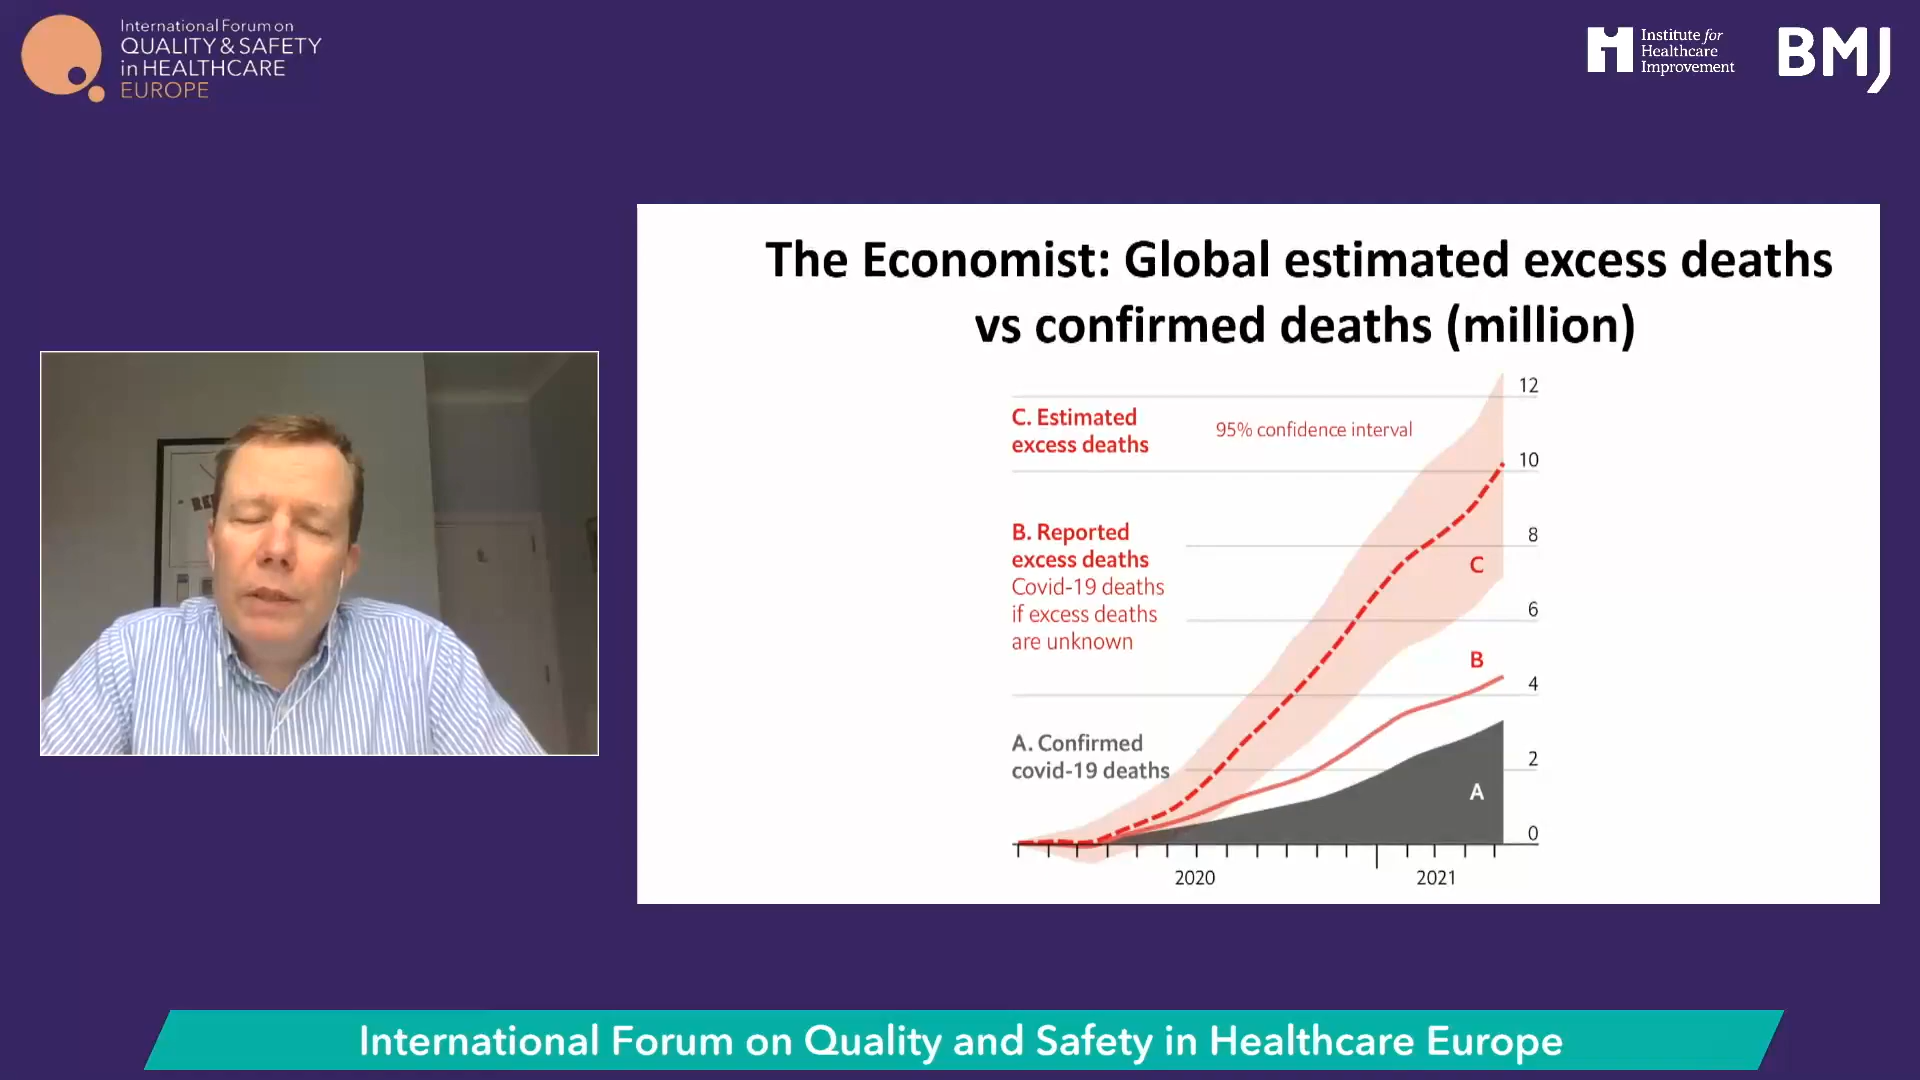 International Forum on
QUALITY & SAFETY
in HEALTHCARE
EUROPE
Institute for
Healthcare
Improvement
BMJ
The Economist: Global estimated excess deaths
vs confirmed deaths (million)
C. Estimated
excess deaths
95% confidence interval
B. Reported
excess deaths
Covid-19 deaths
if excess deaths
are unknown
A. Confirmed
covid-19 deaths
12
10
8
C
6
B
4
2
A
0
2020
2021
International Forum on Quality and Safety in Healthcare Europe